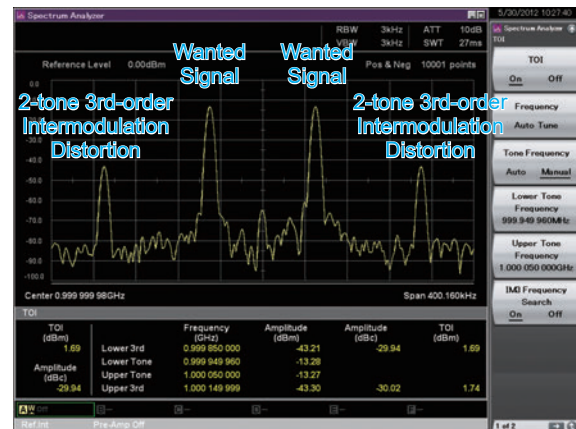 Spectrum Analyzer
5/30/2012 10:27:40
RBW 3kHz ATT 10dB
VBW 3kHz SWT 27ms
Reference Level 0.00dBm
Pos & Neg 10001 points
Wanted
Signal
Wanted
Signal
2-tone 3rd-order
Intermodulation
Distortion
2-tone 3rd-order
Intermodulation
Distortion
0.0
-40.0
-50.0
-60.0
-70.0
-80.0
-90.0
-100.0
Center 0.999 999 98GHz
Span 400.160kHz
TOI
TOI
(dBm)
Frequency
(GHz)
Amplitude
(dBm)
Amplitude
(dBc)
TOI
(dBm)
1.69 Lower 3rd 0.999 850 000 -43.21 -29.94 1.69
Amplitude
(dBc)
Lower Tone 0.999 949 960 -13.28
Upper Tone 1.000 050 000 -13.27
-29.94 Upper 3rd 1.000 149 999 -43.30 -30.02 1.74
Off
Ref.Int Pre-Amp Off
Spectrum Analyzer
TOI
TOI
On Off
Frequency
Auto Tune
Tone Frequency
Auto Manual
Lower Tone
Frequency
999.949 960MHz
Upper Tone
Frequency
1.000 050 000GHz
IM3 Frequency
Search
On Off
1 of 2